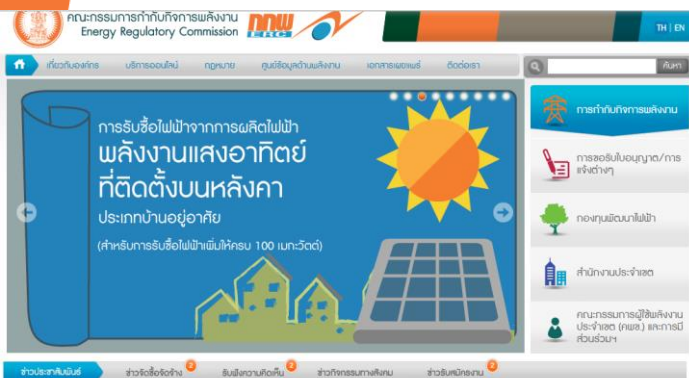 คณะกรรมการกำกับกิจการพลังงาน
Energy Regulatory Commission
กกพ
ERC
TH | EN
เกี่ยวกับองค์กร บริการออนไลน์ กฎหมาย ศูนย์ข้อมูลด้านพลังงาน เอกสารเผยแพร่ ติดต่อเรา
ค้นหา
การรับซื้อไฟฟ้าจากการผลิตไฟฟ้า
พลังงานแสงอาทิตย์
ที่ติดตั้งบนหลังคา
ประเภทบ้านอยู่อาศัย
(สำหรับการรับซื้อไฟฟ้าเพิ่มให้ครบ 100 เมกะวัตต์)
การกำกับกิจการพลังงาน
การขอรับใบอนุญาต/การ
แจ้งต่างๆ
กองทุนพัฒนาไฟฟ้า
สำนักงานประจำเขต
คณะกรรมการผู้ใช้พลังงาน
ประจำเขต (คพข.) และการมี
ส่วนร่วมฯ
ข่าวประชาสัมพันธ์ ข่าวจัดซื้อจัดจ้าง 2 รับฟังความคิดเห็น 2 ข่าวกิจกรรมทางสังคม ข่าวรับสมัครงาน 2